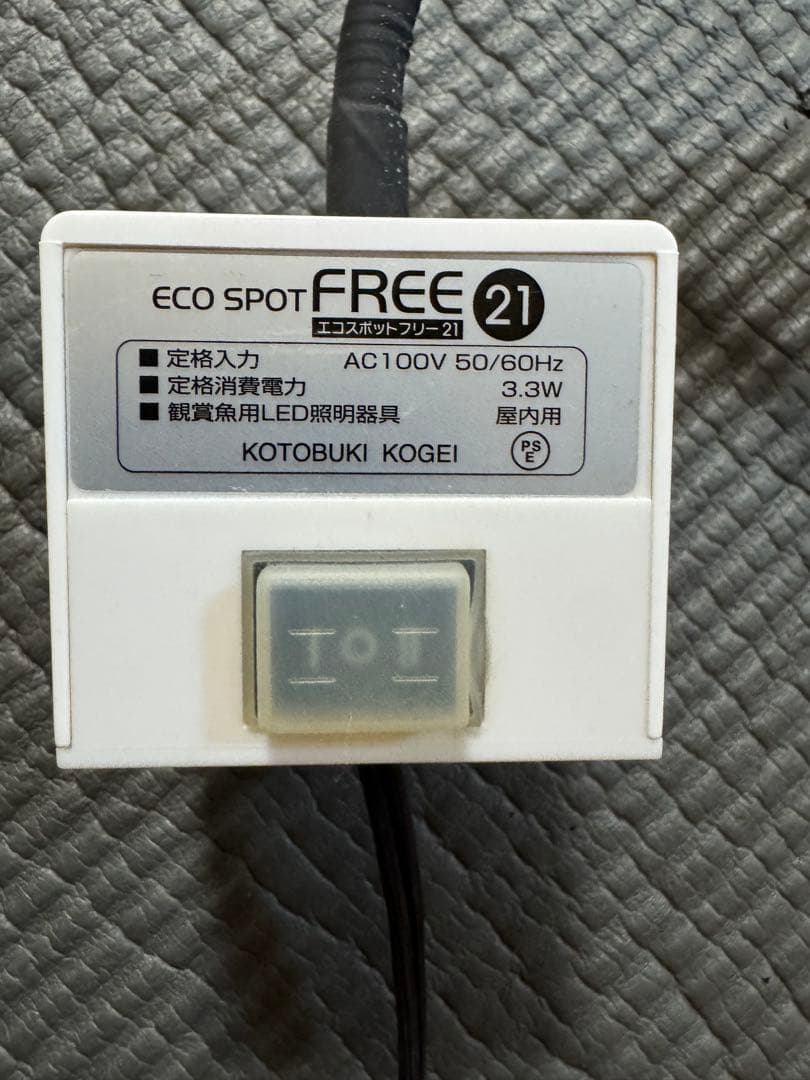 ECO SPOT FREE 21
エコスポットフリー21
■ 定格入力 AC100V 50/60Hz
■ 定格消費電力 3.3W
■ 観賞魚用LED照明器具 屋内用
KOTOBUKI KOGEI PSE
I O II